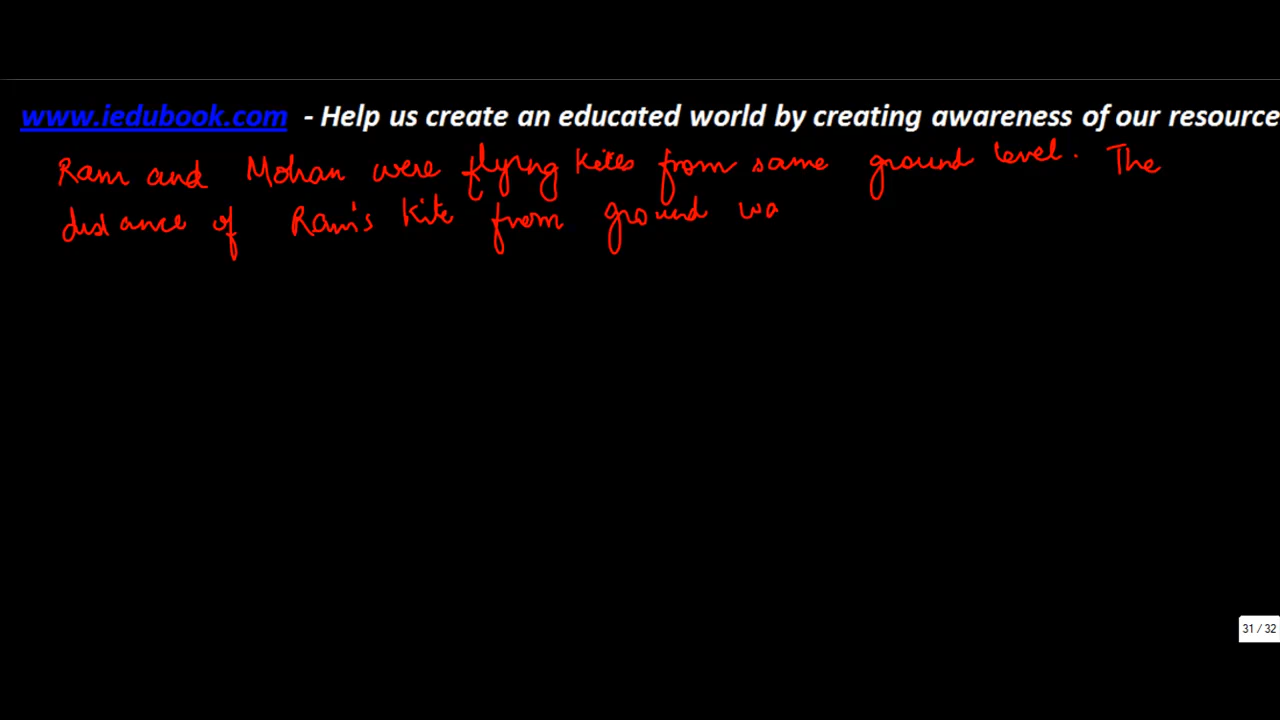 www.iedubook.com - Help us create an educated world by creating awareness of our resource
Ram and Mohan were flying kites from same ground level. The
distance of Ram's kite from ground wa
31 / 32